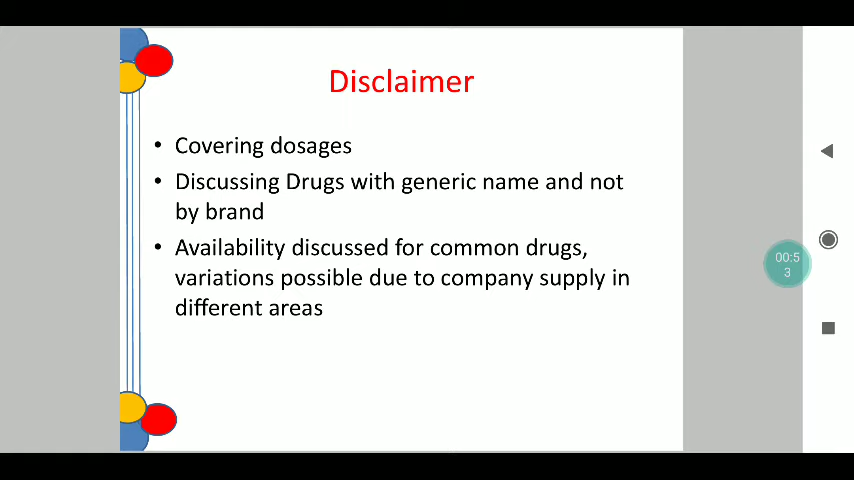 Disclaimer
• Covering dosages
• Discussing Drugs with generic name and not
by brand
• Availability discussed for common drugs,
variations possible due to company supply in
different areas
00:5
3